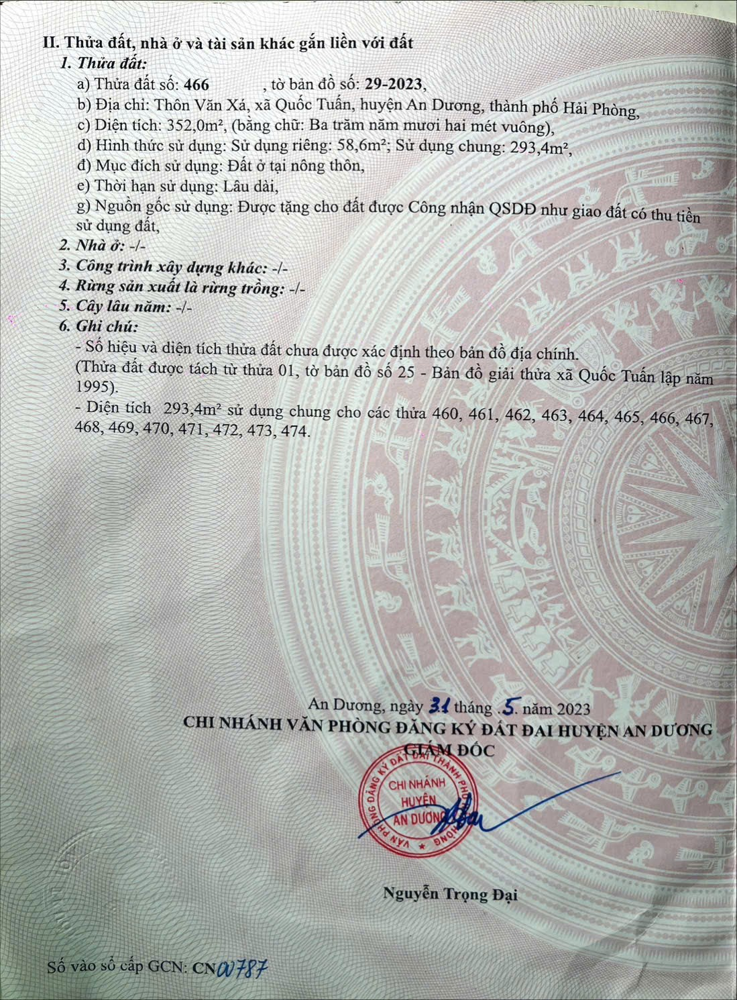 II. Thửa đất, nhà ở và tài sản khác gắn liền với đất
1. Thửa đất:
a) Thửa đất số: 466 , tờ bản đồ số: 29-2023,
b) Địa chỉ: Thôn Văn Xá, xã Quốc Tuấn, huyện An Dương, thành phố Hải Phòng,
c) Diện tích: 352,0m², (bằng chữ: Ba trăm năm mươi hai mét vuông),
d) Hình thức sử dụng: Sử dụng riêng: 58,6m²; Sử dụng chung: 293,4m²,
đ) Mục đích sử dụng: Đất ở tại nông thôn,
e) Thời hạn sử dụng: Lâu dài,
g) Nguồn gốc sử dụng: Được tặng cho đất được Công nhận QSDĐ như giao đất có thu tiền
sử dụng đất,
2. Nhà ở: -/-
3. Công trình xây dựng khác: -/-
4. Rừng sản xuất là rừng trồng: -/-
5. Cây lâu năm: -/-
6. Ghi chú:
- Số hiệu và diện tích thửa đất chưa được xác định theo bản đồ địa chính.
(Thửa đất được tách từ thửa 01, tờ bản đồ số 25 - Bản đồ giải thửa xã Quốc Tuấn lập năm
1995).
- Diện tích 293,4m² sử dụng chung cho các thửa 460, 461, 462, 463, 464, 465, 466, 467,
468, 469, 470, 471, 472, 473, 474.
An Dương, ngày 31 tháng .5. năm 2023
CHI NHÁNH VĂN PHÒNG ĐĂNG KÝ ĐẤT ĐAI HUYỆN AN DƯƠNG
GIÁM ĐỐC
VĂN PHÒNG ĐĂNG KÝ ĐẤT ĐAI THÀNH PHỐ HẢI PHÒNG
CHI NHÁNH
HUYỆN
AN DƯƠNG
Nguyễn Trọng Đại
Số vào sổ cấp GCN: CN00787